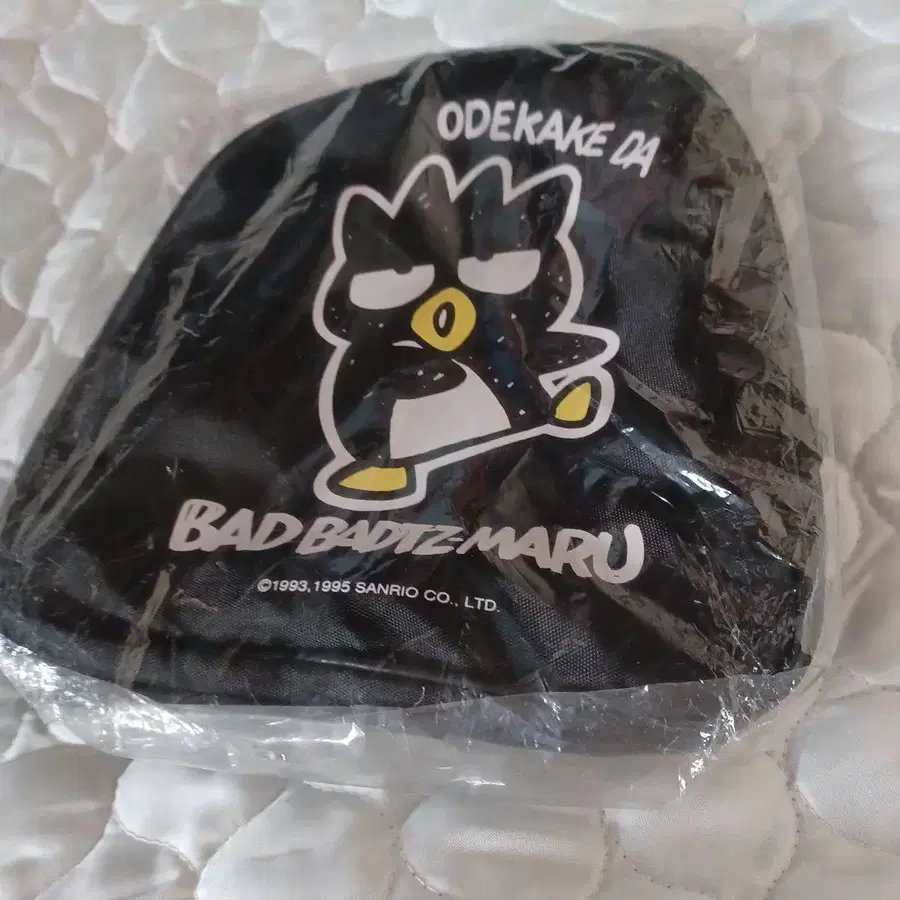 ODEKAKE DA
BAD BADTZ-MARU
©1993,1995 SANRIO CO., LTD.